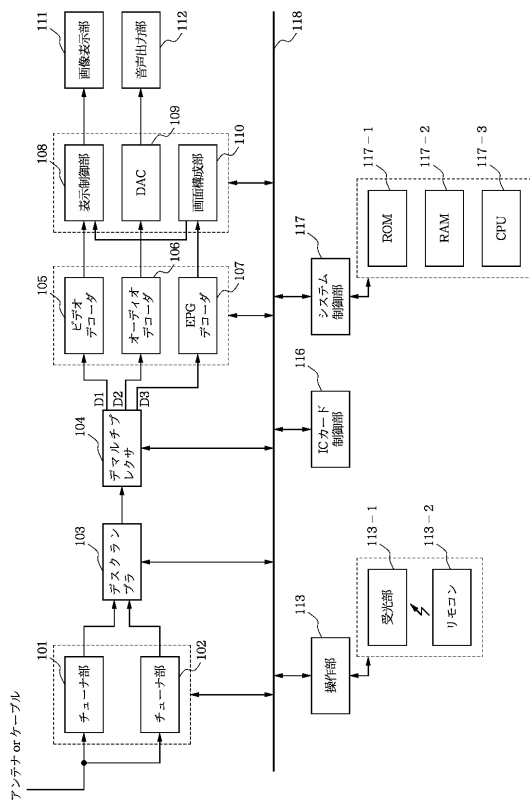 アンテナ or ケーブル
101
チューナ部
チューナ部
102
103
デスクラン
ブラ
104
デマルチプ
レクサ
D1
D2
D3
105
ビデオ
デコーダ
オーディオ
デコーダ
106
EPG
デコーダ
107
108
表示制御部
DAC
109
画面構成部
110
111
画像表示部
音声出力部
112
118
113
操作部
113-1
受光部
113-2
リモコン
116
ICカード
制御部
117
システム
制御部
117-1
ROM
117-2
RAM
117-3
CPU